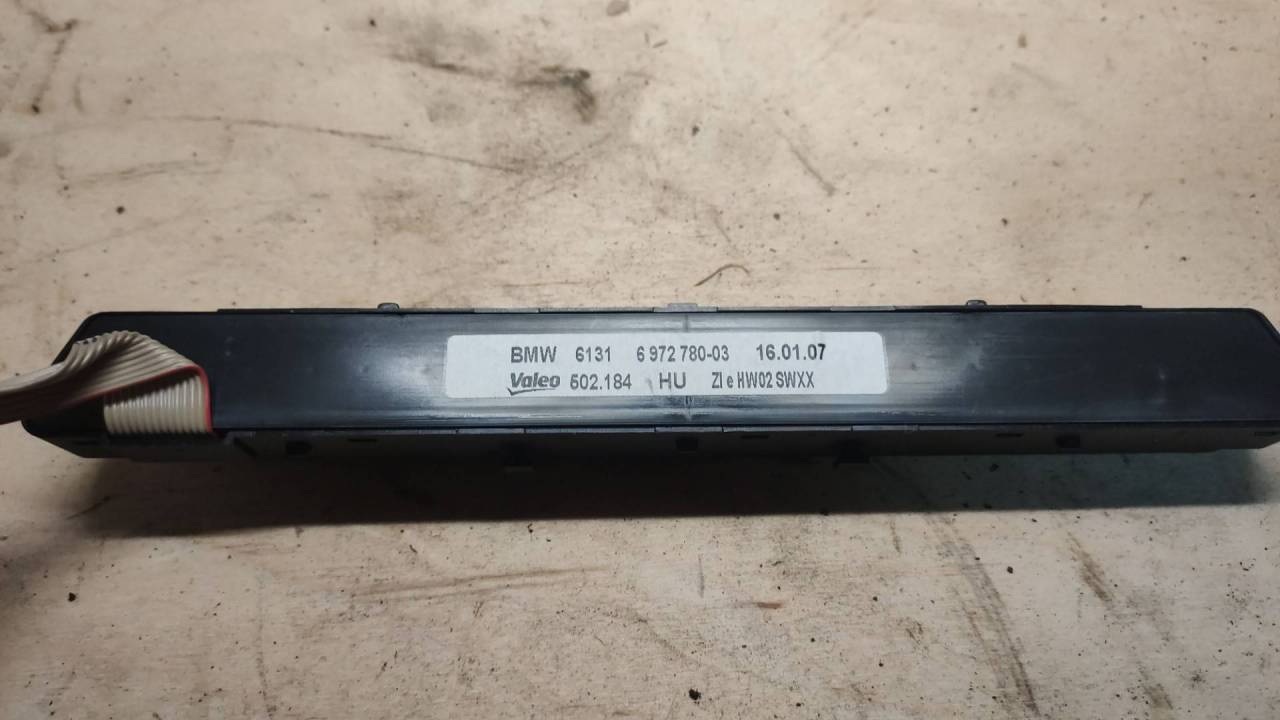 BMW 6131 6 972 780-03 16.01.07
Valeo 502.184 HU ZI e HW02 SWXX